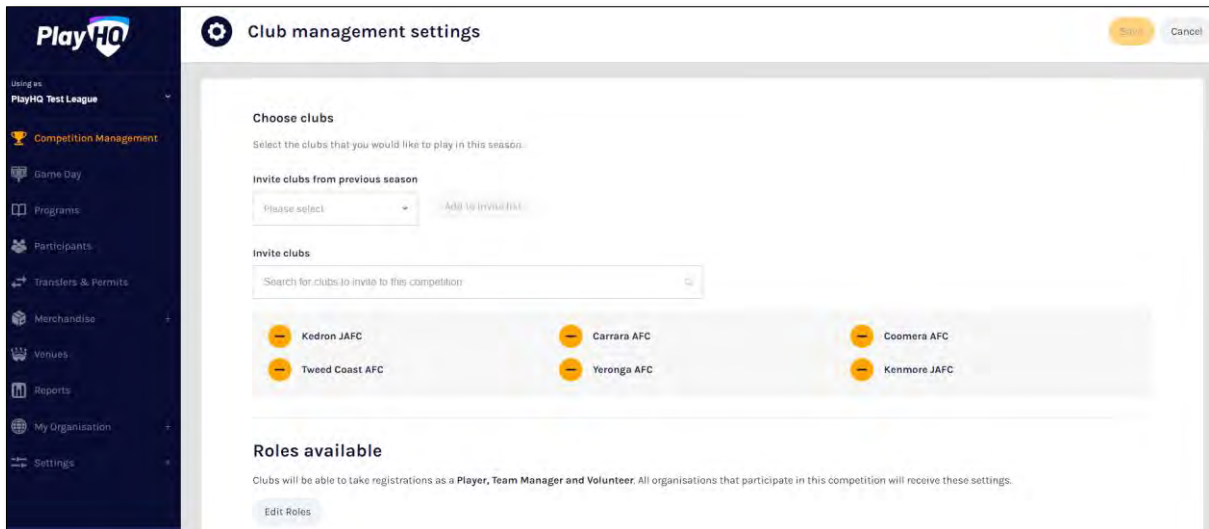 PlayHQ
Club management settings
Save
Cancel
Using as
PlayHQ Test League
Competition Management
Game Day
Programs
Participants
Transfers & Permits
Merchandise +
Venues
Reports
My Organisation +
Settings +
Choose clubs
Select the clubs that you would like to play in this season.
Invite clubs from previous season
Please select
Add to invite list
Invite clubs
Search for clubs to invite to this competition
Kedron JAFC
Carrara AFC
Coomera AFC
Tweed Coast AFC
Yeronga AFC
Kenmore JAFC
Roles available
Clubs will be able to take registrations as a Player, Team Manager and Volunteer. All organisations that participate in this competition will receive these settings.
Edit Roles